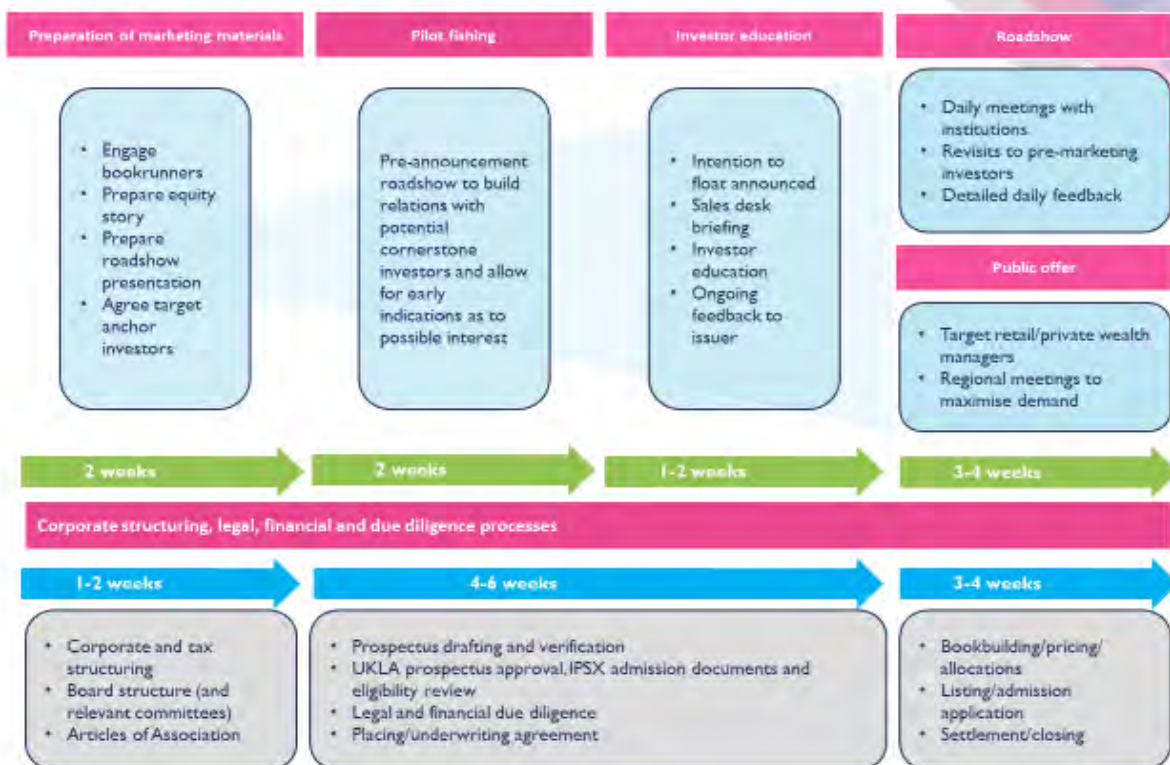 Preparation of marketing materials
• Engage
bookrunners
• Prepare equity
story
• Prepare
roadshow
presentation
• Agree target
anchor
investors
Pilot fishing
Pre-announcement
roadshow to build
relations with
potential
cornerstone
investors and allow
for early
indications as to
possible interest
Investor education
• Intention to
float announced
• Sales desk
briefing
• Investor
education
• Ongoing
feedback to
issuer
Roadshow
• Daily meetings with
institutions
• Revisits to pre-marketing
investors
• Detailed daily feedback
Public offer
• Target retail/private wealth
managers
• Regional meetings to
maximise demand
2 weeks
2 weeks
1-2 weeks
3-4 weeks
Corporate structuring, legal, financial and due diligence processes
1-2 weeks
4-6 weeks
3-4 weeks
• Corporate and tax
structuring
• Board structure (and
relevant committees)
• Articles of Association
• Prospectus drafting and verification
• UKLA prospectus approval, IPSX admission documents and
eligibility review
• Legal and financial due diligence
• Placing/underwriting agreement
• Bookbuilding/pricing/
allocations
• Listing/admission
application
• Settlement/closing